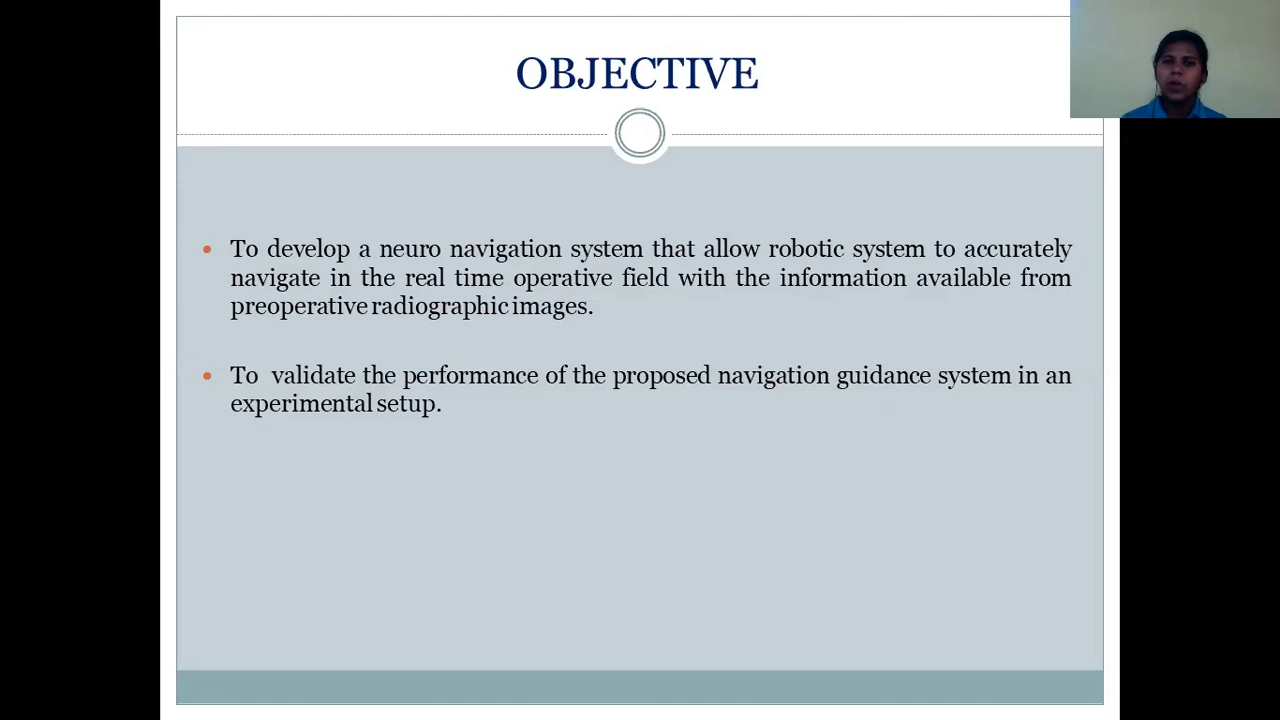 OBJECTIVE
To develop a neuro navigation system that allow robotic system to accurately
navigate in the real time operative field with the information available from
preoperative radiographic images.
To validate the performance of the proposed navigation guidance system in an
experimental setup.